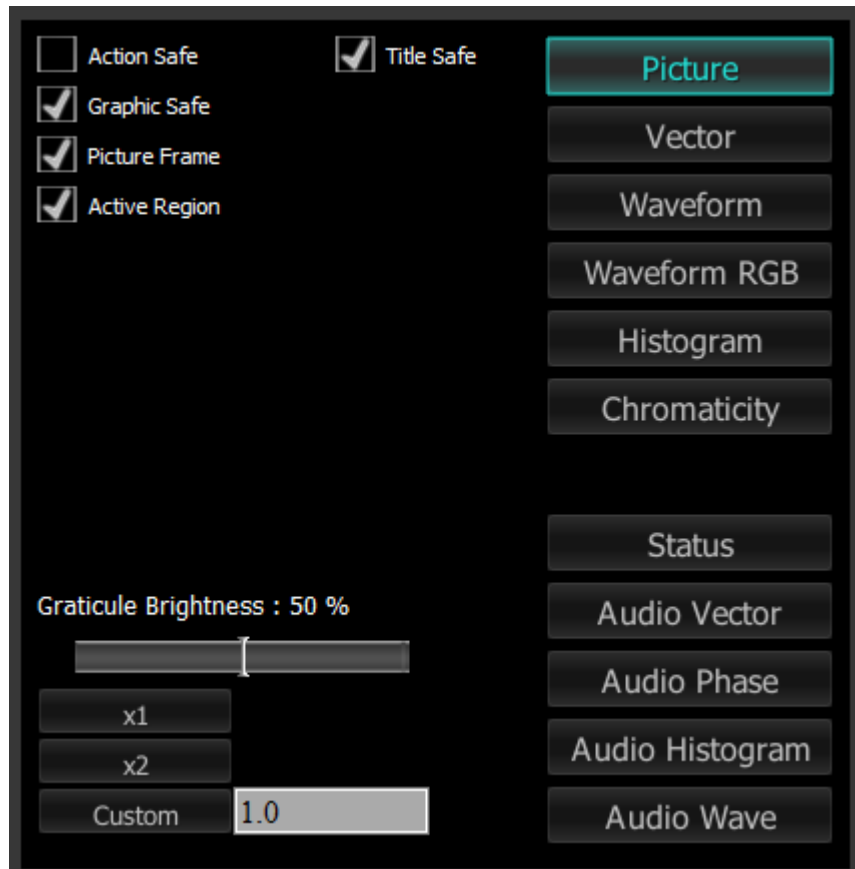 Action Safe
Title Safe
Graphic Safe
Picture Frame
Active Region
Graticule Brightness : 50 %
x1
x2
Custom
1.0
Picture
Vector
Waveform
Waveform RGB
Histogram
Chromaticity
Status
Audio Vector
Audio Phase
Audio Histogram
Audio Wave